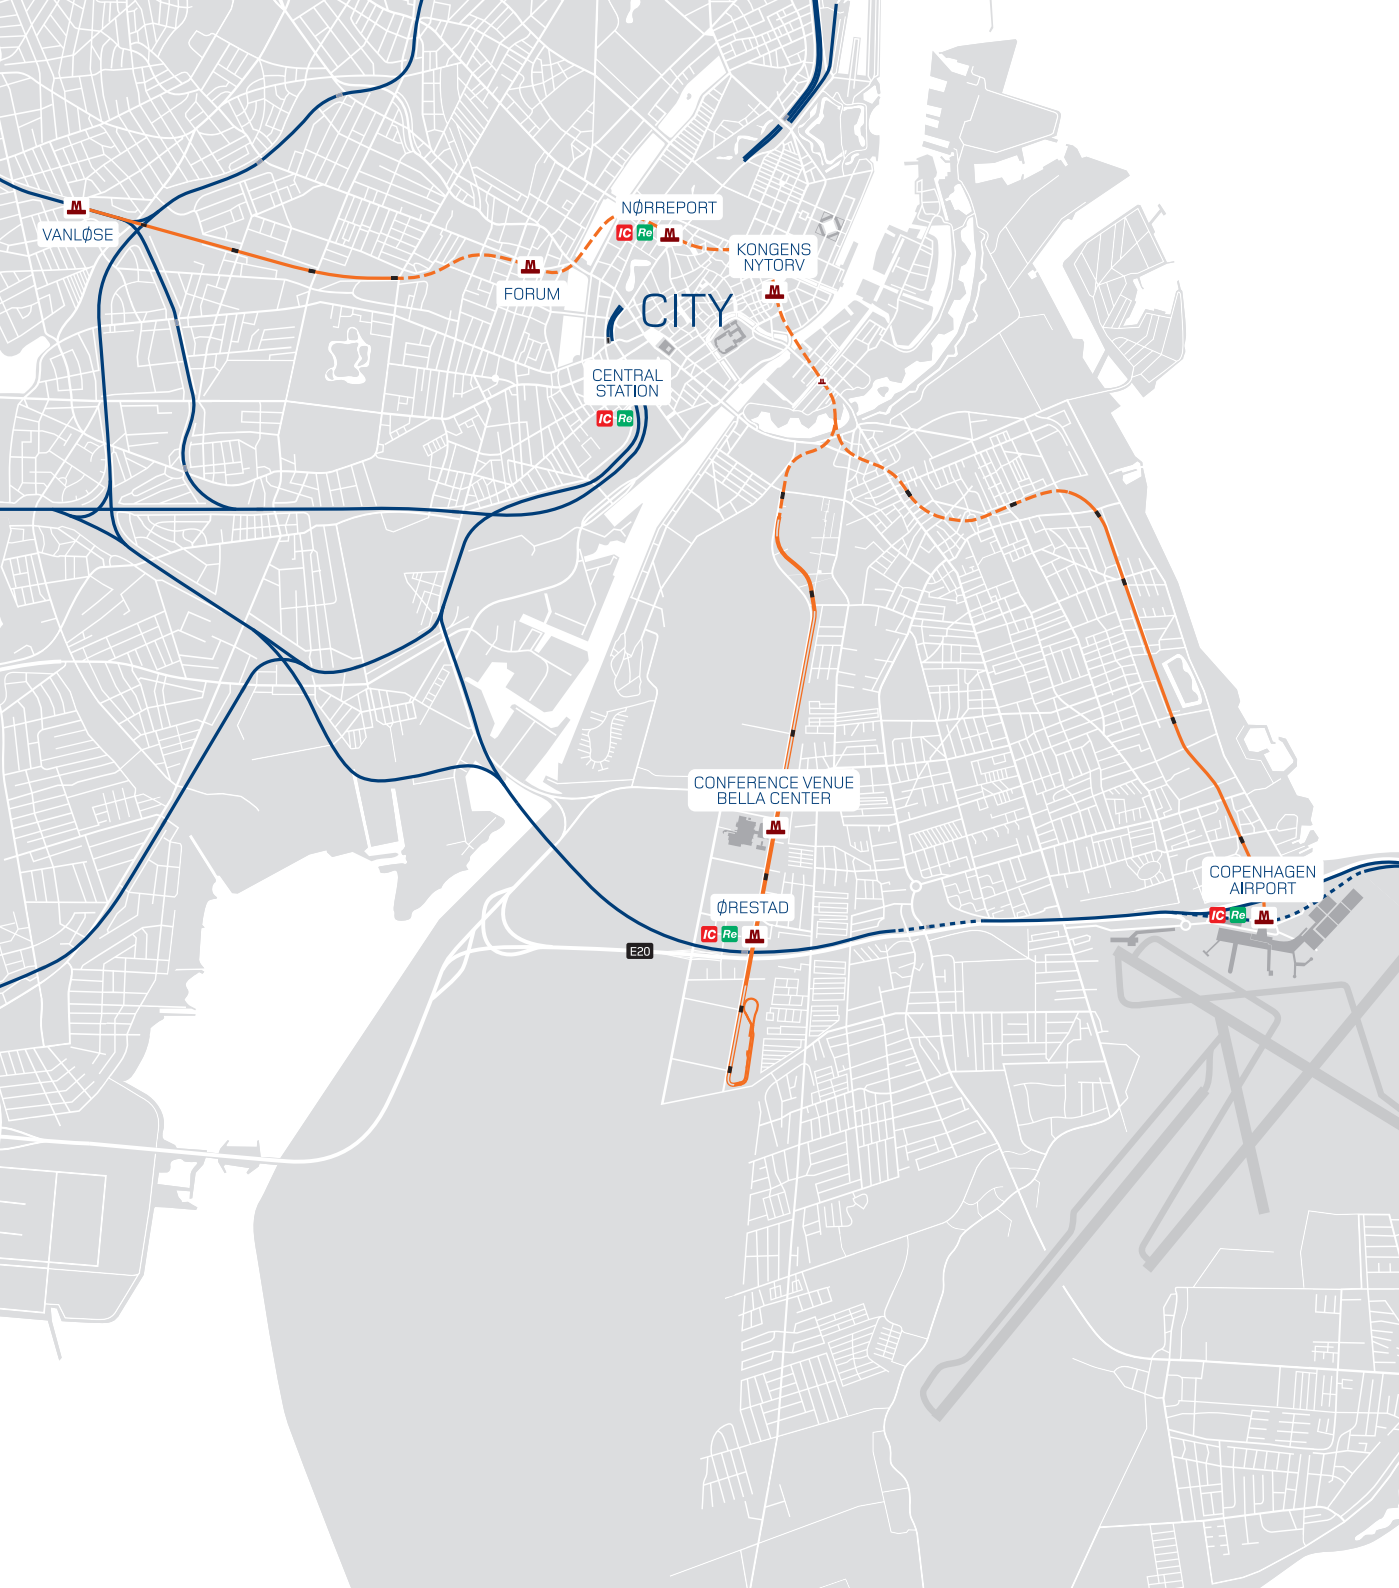 NØRREPORT
IC Re M
M
VANLØSE
KONGENS
NYTORV
M
FORUM
M
CITY
CENTRAL
STATION
IC Re
CONFERENCE VENUE
BELLA CENTER
M
COPENHAGEN
AIRPORT
IC Re M
ØRESTAD
IC Re M
E20